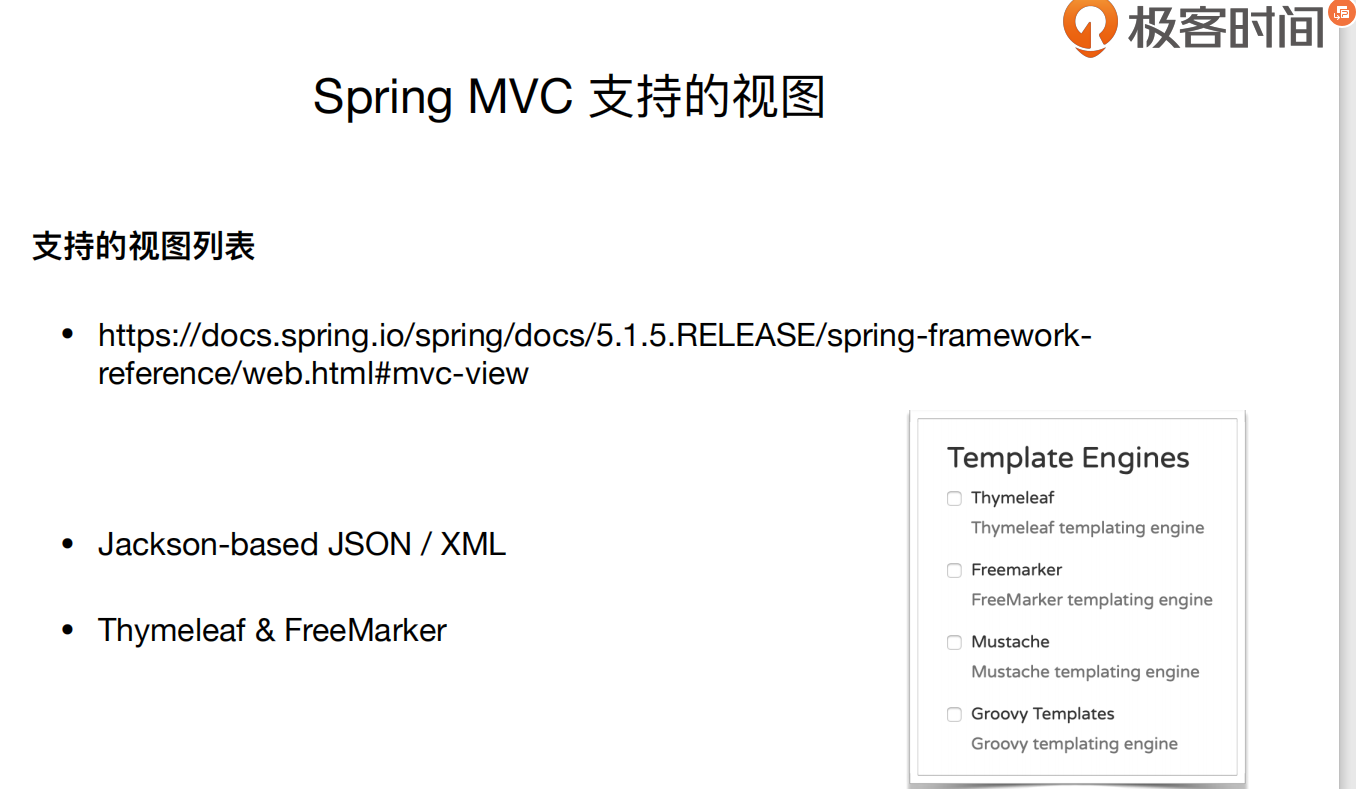 极客时间
Spring MVC 支持的视图
支持的视图列表
• https://docs.spring.io/spring/docs/5.1.5.RELEASE/spring-framework-
reference/web.html#mvc-view
• Jackson-based JSON / XML
• Thymeleaf & FreeMarker
Template Engines
Thymeleaf
Thymeleaf templating engine
Freemarker
FreeMarker templating engine
Mustache
Mustache templating engine
Groovy Templates
Groovy templating engine